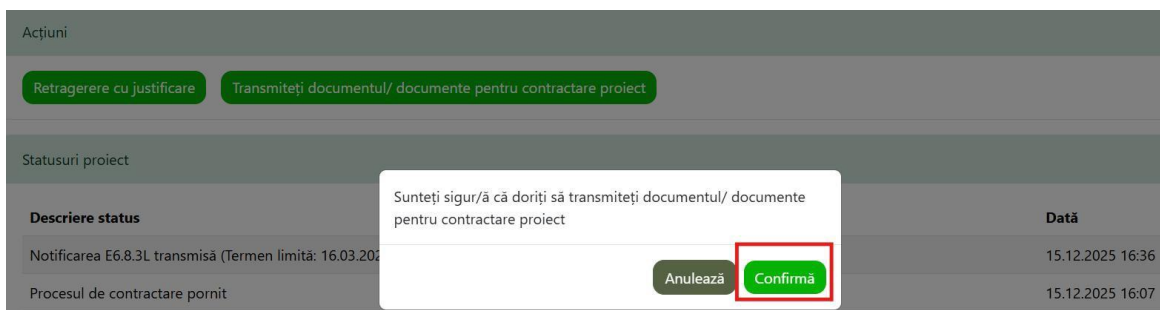 Acțiuni
Retragerere cu justificare Transmiteți documentul/ documente pentru contractare proiect
Statusuri proiect
Sunteți sigur/ă că doriți să transmiteți documentul/ documente
pentru contractare proiect
Anulează Confirmă
Descriere status Dată
Notificarea E6.8.3L transmisă (Termen limită: 16.03.202 15.12.2025 16:36
Procesul de contractare pornit 15.12.2025 16:07